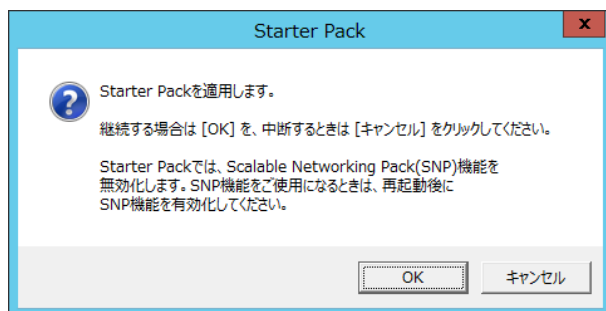 Starter Pack
x
Starter Packを適用します。
継続する場合は [OK] を、中断するときは [キャンセル] をクリックしてください。
Starter Packでは、Scalable Networking Pack(SNP)機能を
無効化します。SNP機能をご使用になるときは、再起動後に
SNP機能を有効化してください。
OK
キャンセル